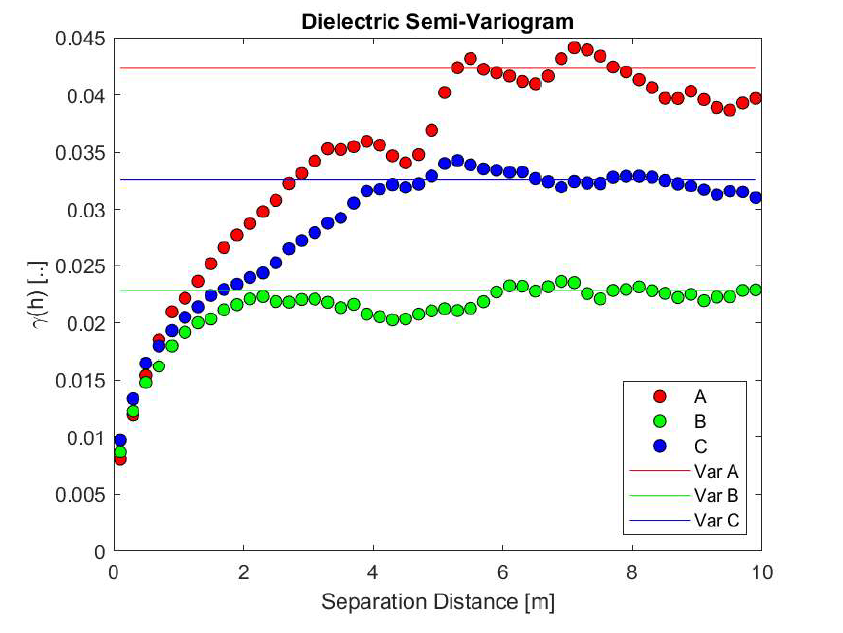 Dielectric Semi-Variogram
0.045
0.04
0.035
0.03
0.025
0.02
0.015
0.01
0.005
0
γ(h) [..]
A
B
C
Var A
Var B
Var C
0 2 4 6 8 10
Separation Distance [m]